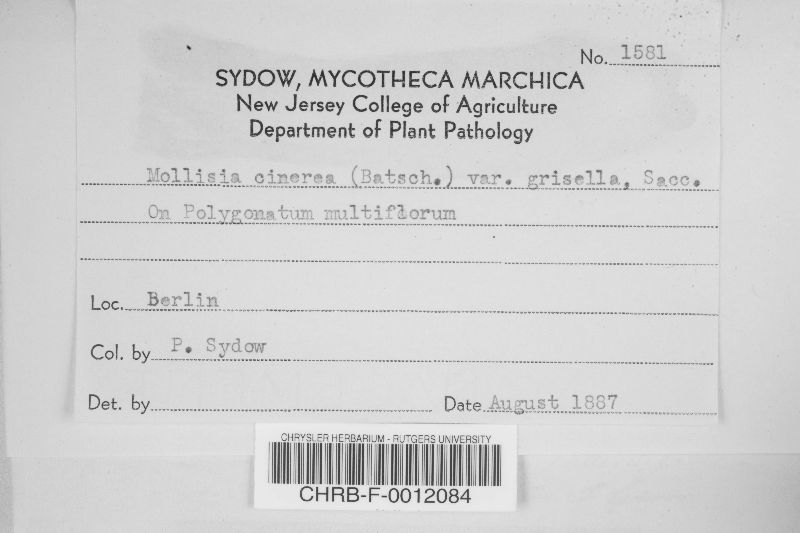 No. 1581
SYDOW, MYCOTHECA MARCHICA
New Jersey College of Agriculture
Department of Plant Pathology
Mollisia cinerea (Batsch.) var. grisella, Sacc.
On Polygonatum multiflorum
Loc. Berlin
Col. by P. Sydow
Det. by
Date August 1887
CHRYSLER HERBARIUM - RUTGERS UNIVERSITY
CHRB-F-0012084